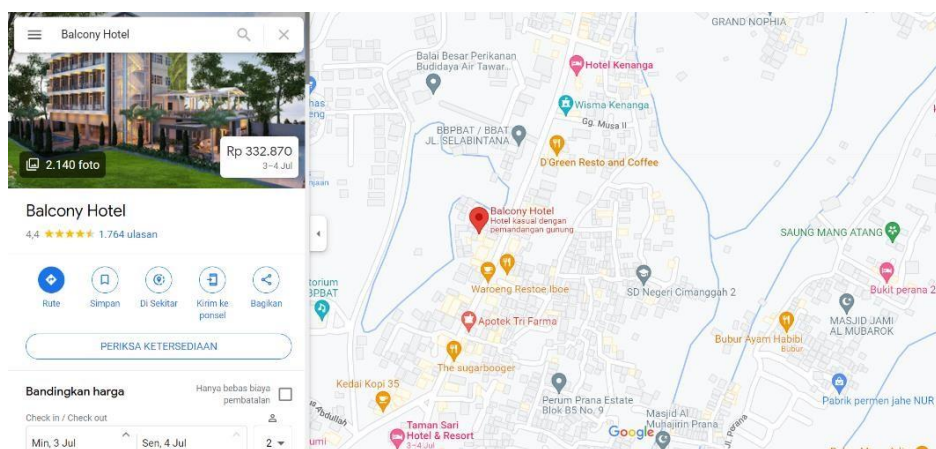 Balcony Hotel
2.140 foto
Rp 332.870
3–4 Jul
Balcony Hotel
4,4
1.764 ulasan
Rute
Simpan
Di Sekitar
Kirim ke
ponsel
Bagikan
PERIKSA KETERSEDIAAN
Bandingkan harga
Hanya bebas biaya
pembatalan
Check in / Check out
Min, 3 Jul
Sen, 4 Jul
2
GRAND NOPHIA
Balai Besar Perikanan
Budidaya Air Tawar...
Hotel Kenanga
Wisma Kenanga
Gg. Musa II
BBPBAT / BBAT
JL. SELABINTANA
D'Green Resto and Coffee
Balcony Hotel
Hotel kasual dengan
pemandangan gunung
SAUNG MANG ATANG
Waroeng Restoe Iboe
SD Negeri Cimanggah 2
Bukit perana 2
Apotek Tri Farma
MASJID JAMI
AL MUBAROK
Bubur Ayam Habibi
Bubur
The sugarbooger
Kedai Kopi 35
Perum Prana Estate
Blok B5 No. 9
Pabrik permen jahe NUR
Abdullah
Masjid Al
Muhajirin Prana
Taman Sari
Hotel & Resort
3–4 Jul
Google
Jl. Perana